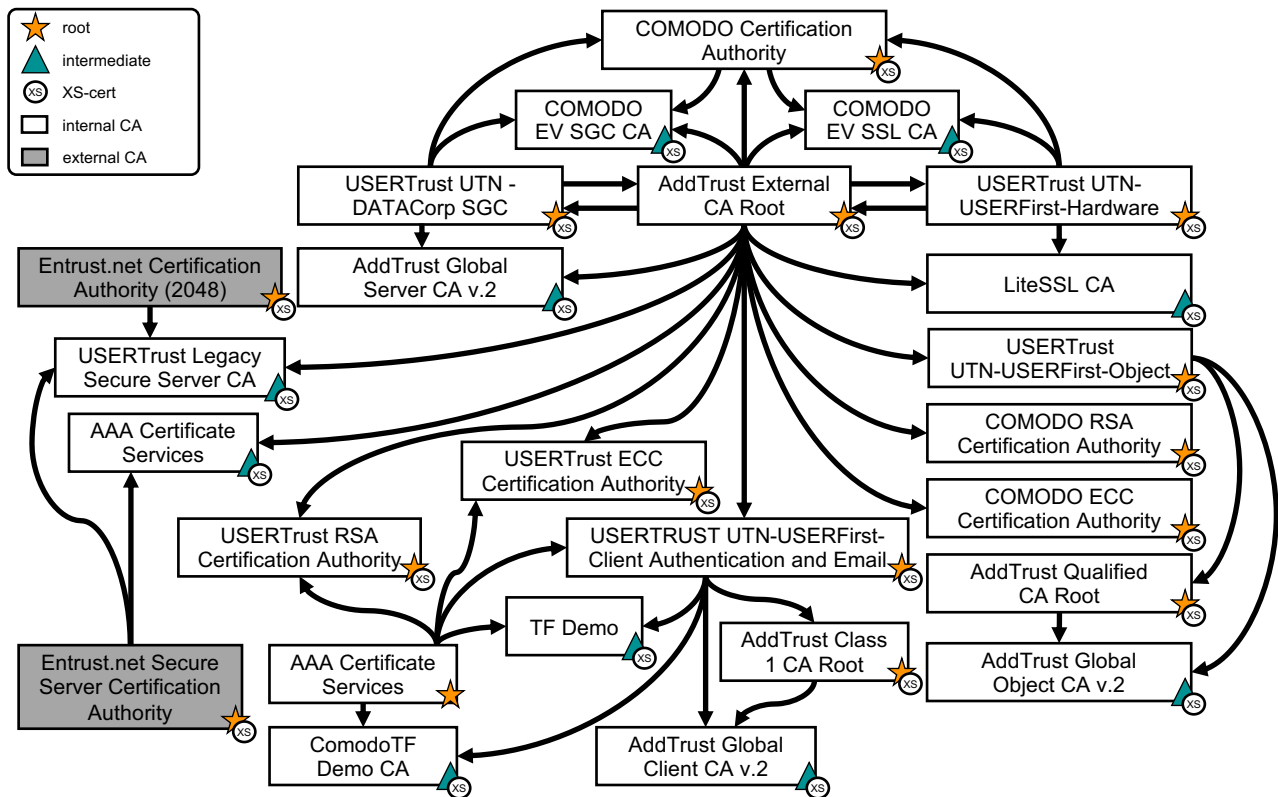 root
intermediate
XS XS-cert
internal CA
external CA
COMODO Certification
Authority
XS
COMODO
EV SGC CA
XS
COMODO
EV SSL CA
XS
USERTrust UTN -
DATACorp SGC
XS
AddTrust External
CA Root
XS
USERTrust UTN-
USERFirst-Hardware
XS
Entrust.net Certification
Authority (2048)
XS
AddTrust Global
Server CA v.2
XS
LiteSSL CA
XS
USERTrust Legacy
Secure Server CA
XS
USERTrust
UTN-USERFirst-Object
XS
AAA Certificate
Services
XS
COMODO RSA
Certification Authority
XS
USERTrust ECC
Certification Authority
XS
COMODO ECC
Certification Authority
XS
USERTrust RSA
Certification Authority
XS
USERTRUST UTN-USERFirst-
Client Authentication and Email
XS
AddTrust Qualified
CA Root
XS
TF Demo
XS
AddTrust Class
1 CA Root
XS
Entrust.net Secure
Server Certification
Authority
XS
AAA Certificate
Services
AddTrust Global
Object CA v.2
XS
ComodoTF
Demo CA
XS
AddTrust Global
Client CA v.2
XS